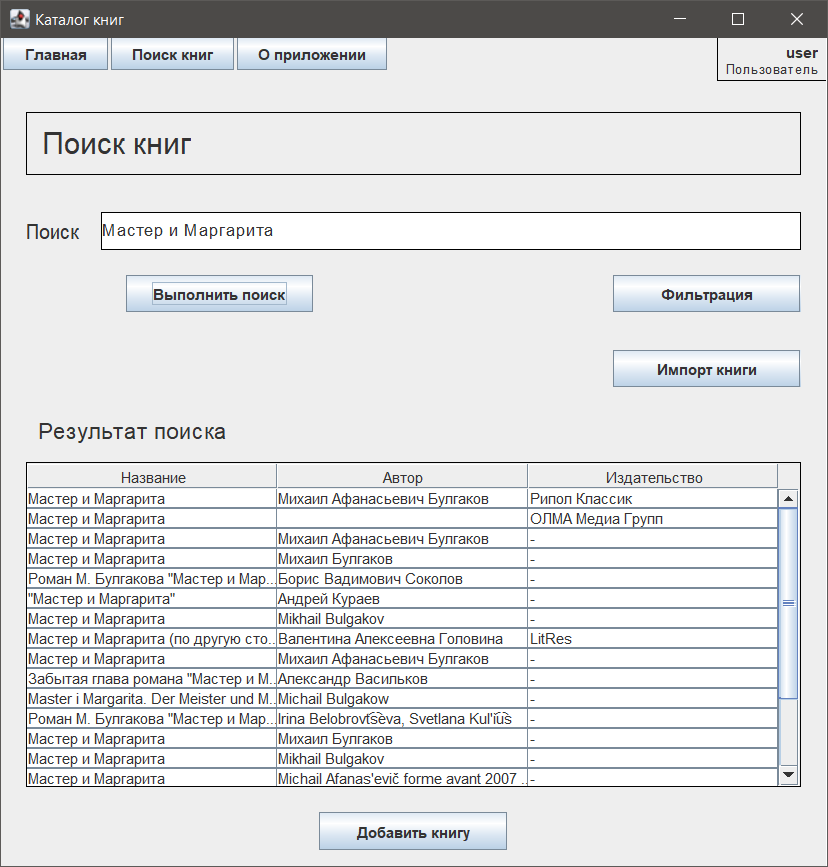 Каталог книг
Главная Поиск книг О приложении user
Пользователь
Поиск книг
Поиск Мастер и Маргарита
Выполнить поиск Фильтрация
Импорт книги
Результат поиска
Название Автор Издательство
Мастер и Маргарита Михаил Афанасьевич Булгаков Рипол Классик
Мастер и Маргарита ОЛМА Медиа Групп
Мастер и Маргарита Михаил Афанасьевич Булгаков -
Мастер и Маргарита Михаил Булгаков -
Роман М. Булгакова "Мастер и Мар... Борис Вадимович Соколов -
"Мастер и Маргарита" Андрей Кураев -
Мастер и Маргарита Mikhail Bulgakov -
Мастер и Маргарита (по другую сто... Валентина Алексеевна Головина LitRes
Мастер и Маргарита Михаил Афанасьевич Булгаков -
Забытая глава романа "Мастер и М... Александр Васильков -
Master i Margarita. Der Meister und M... Michail Bulgakow -
Роман М. Булгакова "Мастер и Мар... Irina Belobrovt͡seva, Svetlana Kulʹi͡us -
Мастер и Маргарита Михаил Булгаков -
Мастер и Маргарита Mikhail Bulgakov -
Мастер и Маргарита Michail Afanas'evič forme avant 2007 ... -
Добавить книгу